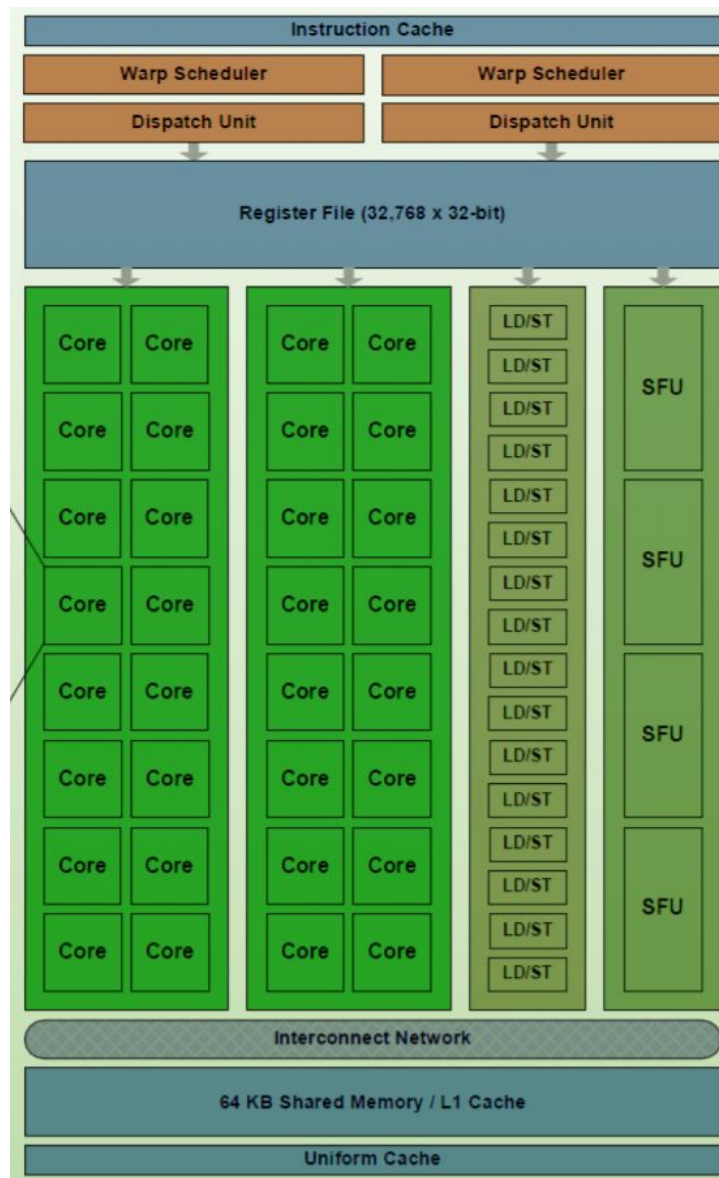 Instruction Cache
Warp Scheduler Warp Scheduler
Dispatch Unit Dispatch Unit
Register File (32,768 x 32-bit)
LD/ST
Core Core Core Core
SFU
LD/ST
LD/ST
Core Core Core Core
LD/ST
LD/ST
Core Core Core Core
LD/ST
SFU
LD/ST
Core Core Core Core
LD/ST
LD/ST
Core Core Core Core
LD/ST
SFU
LD/ST
Core Core Core Core
LD/ST
LD/ST
Core Core Core Core
LD/ST
SFU
LD/ST
Core Core Core Core
LD/ST
Interconnect Network
64 KB Shared Memory / L1 Cache
Uniform Cache